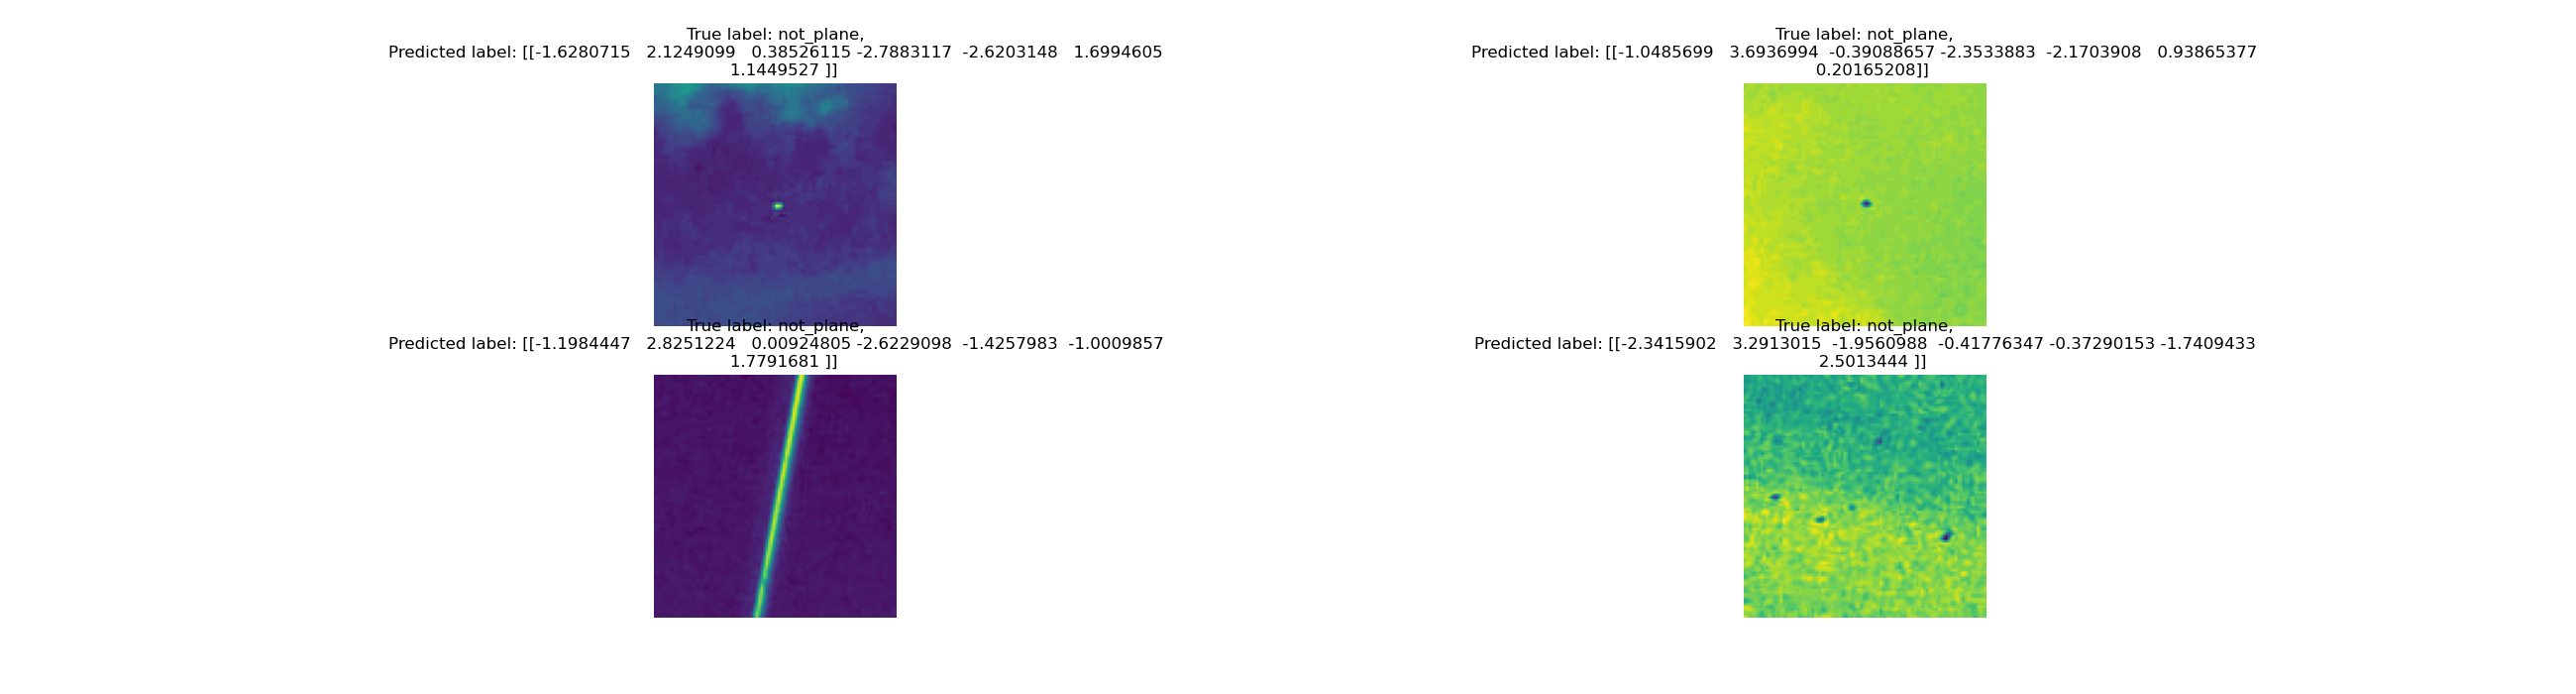 True label: not_plane,
Predicted label: [[-1.6280715 2.1249099 0.38526115 -2.7883117 -2.6203148 1.6994605
1.1449527 ]]
True label: not_plane,
Predicted label: [[-1.0485699 3.6936994 -0.39088657 -2.3533883 -2.1703908 0.93865377
0.20165208]]
True label: not_plane,
Predicted label: [[-1.1984447 2.8251224 0.00924805 -2.6229098 -1.4257983 -1.0009857
1.7791681 ]]
True label: not_plane,
Predicted label: [[-2.3415902 3.2913015 -1.9560988 -0.41776347 -0.37290153 -1.7409433
2.5013444 ]]